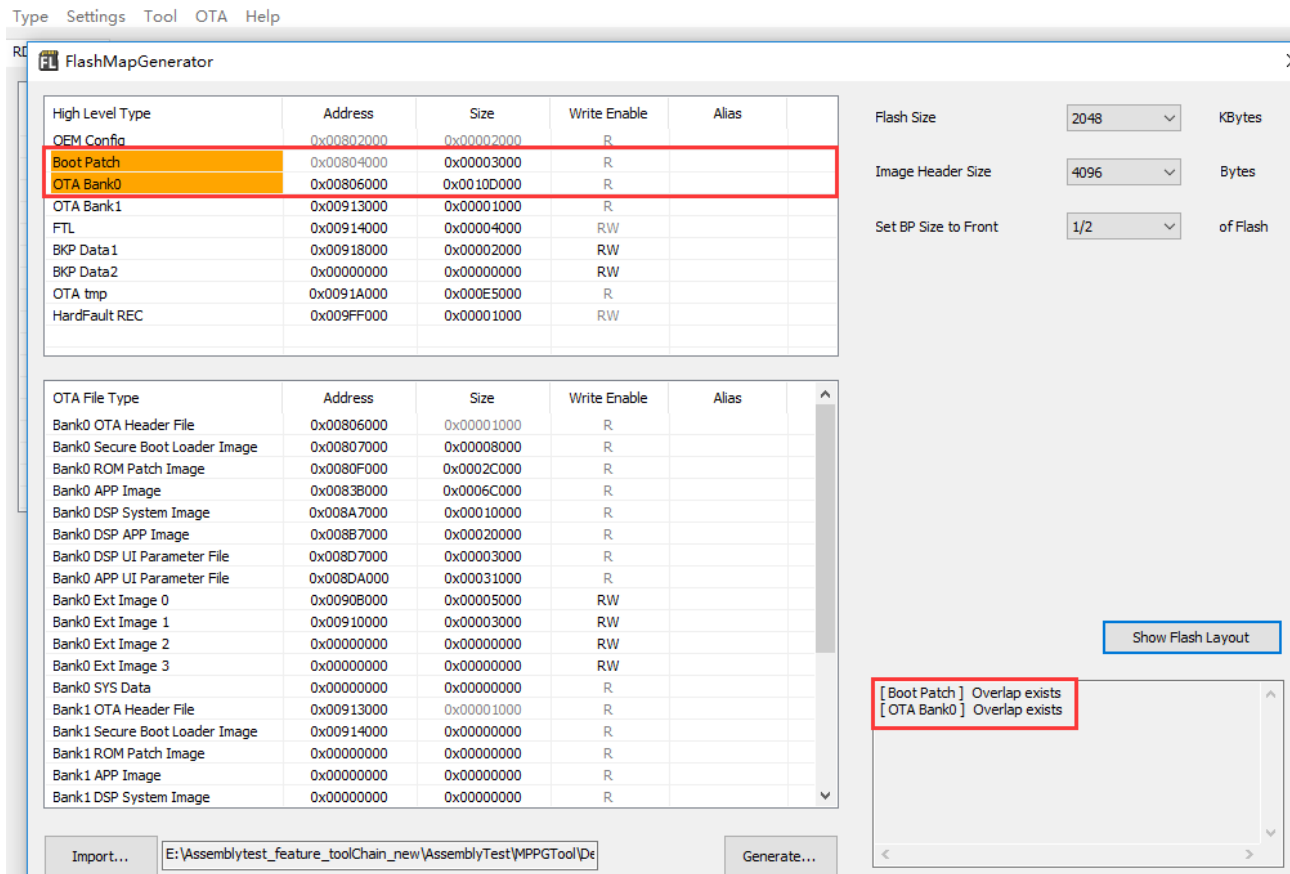 Type Settings Tool OTA Help
RD
FL FlashMapGenerator
High Level Type Address Size Write Enable Alias
OEM Config 0x00802000 0x00002000 R
Boot Patch 0x00804000 0x00003000 R
OTA Bank0 0x00806000 0x0010D000 R
OTA Bank1 0x00913000 0x00001000 R
FTL 0x00914000 0x00004000 RW
BKP Data1 0x00918000 0x00002000 RW
BKP Data2 0x00000000 0x00000000 RW
OTA tmp 0x0091A000 0x000E5000 R
HardFault REC 0x009FF000 0x00001000 RW
Flash Size 2048 KBytes
Image Header Size 4096 Bytes
Set BP Size to Front 1/2 of Flash
OTA File Type Address Size Write Enable Alias
Bank0 OTA Header File 0x00806000 0x00001000 R
Bank0 Secure Boot Loader Image 0x00807000 0x00008000 R
Bank0 ROM Patch Image 0x0080F000 0x0002C000 R
Bank0 APP Image 0x0083B000 0x0006C000 R
Bank0 DSP System Image 0x008A7000 0x00010000 R
Bank0 DSP APP Image 0x008B7000 0x00020000 R
Bank0 DSP UI Parameter File 0x008D7000 0x00003000 R
Bank0 APP UI Parameter File 0x008DA000 0x00031000 R
Bank0 Ext Image 0 0x0090B000 0x00005000 RW
Bank0 Ext Image 1 0x00910000 0x00003000 RW
Bank0 Ext Image 2 0x00000000 0x00000000 RW
Bank0 Ext Image 3 0x00000000 0x00000000 RW
Bank0 SYS Data 0x00000000 0x00000000 R
Bank1 OTA Header File 0x00913000 0x00001000 R
Bank1 Secure Boot Loader Image 0x00914000 0x00000000 R
Bank1 ROM Patch Image 0x00000000 0x00000000 R
Bank1 APP Image 0x00000000 0x00000000 R
Bank1 DSP System Image 0x00000000 0x00000000 R
Show Flash Layout
[ Boot Patch ] Overlap exists
[ OTA Bank0 ] Overlap exists
Import... E:\Assemblytest_feature_toolChain_new\AssemblyTest\MPPGTool\De Generate...